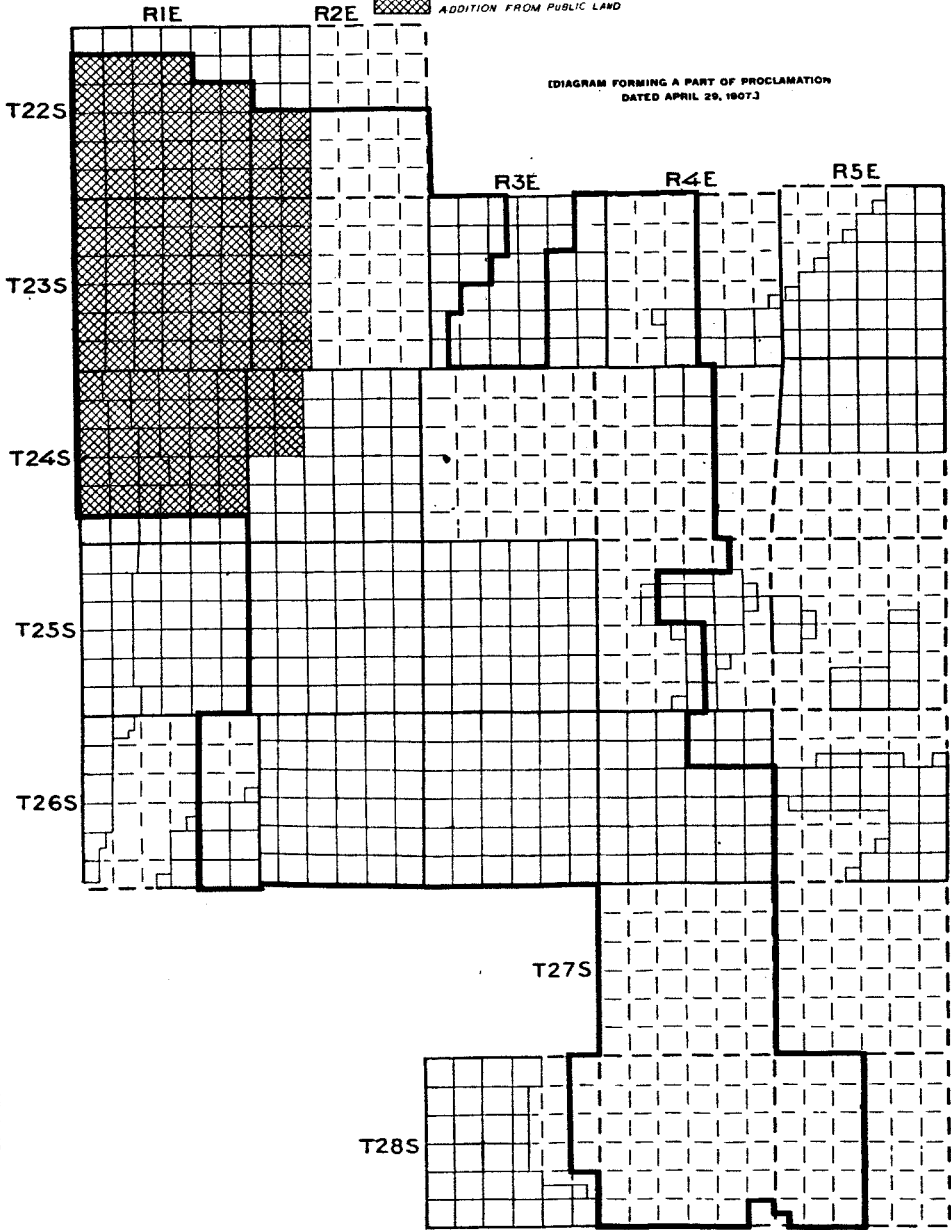 ADDITION FROM PUBLIC LAND
R1E
R2E
[DIAGRAM FORMING A PART OF PROCLAMATION
DATED APRIL 29, 1907.]
T22S
R3E
R4E
R5E
T23S
T24S
T25S
T26S
T27S
T28S